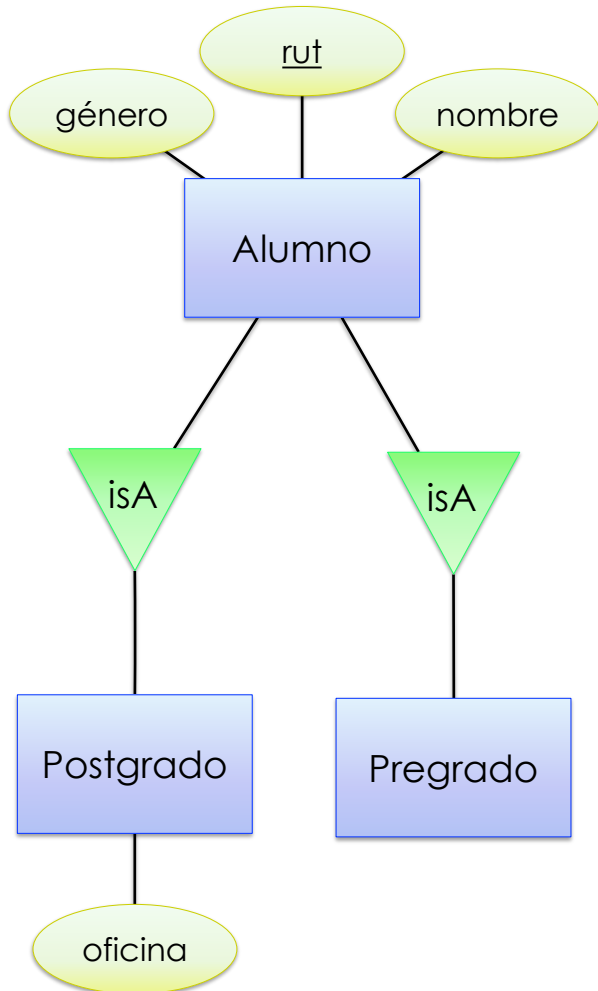 rut
género
nombre
Alumno
isA
isA
Postgrado
Pregrado
oficina